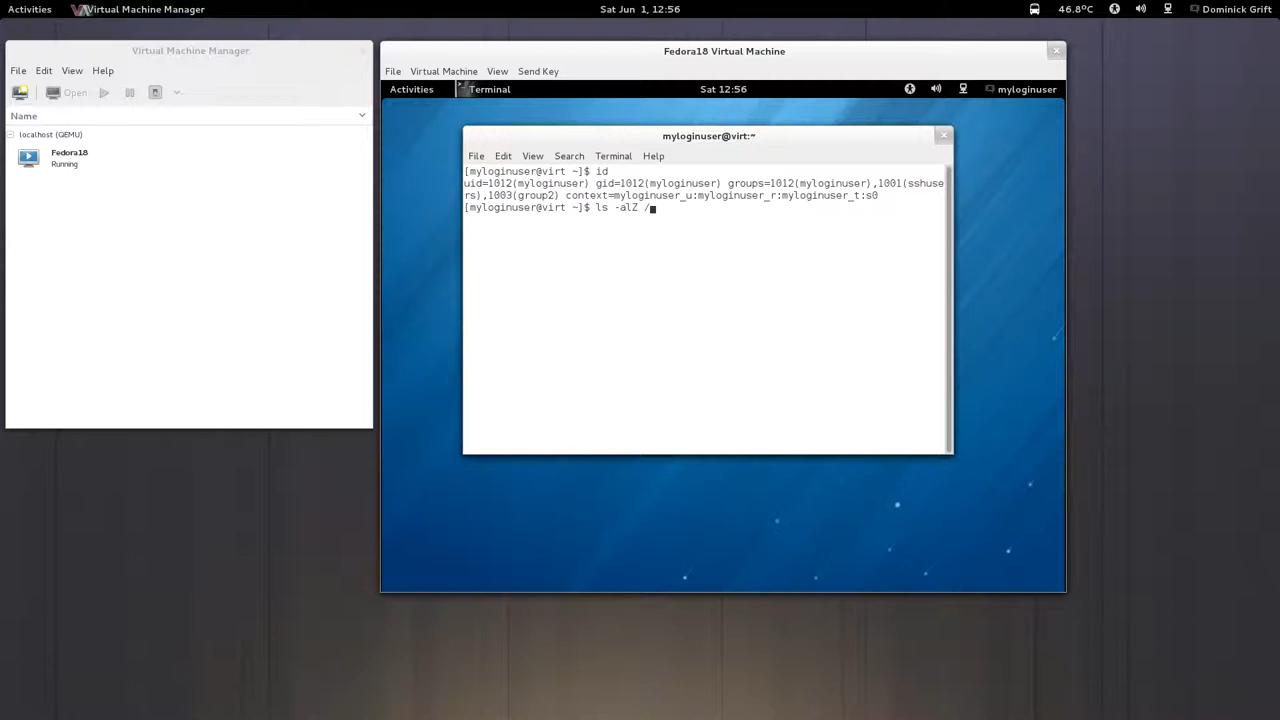 Activities Virtual Machine Manager Sat Jun 1, 12:56 46.8°C Dominick Grift
Virtual Machine Manager
File Edit View Help
Open
Name
localhost (QEMU)
Fedora18
Running
Fedora18 Virtual Machine
File Virtual Machine View Send Key
Activities Terminal Sat 12:56 myloginuser
myloginuser@virt:~
File Edit View Search Terminal Help
[myloginuser@virt ~]$ id
uid=1012(myloginuser) gid=1012(myloginuser) groups=1012(myloginuser),1001(sshuse
rs),1003(group2) context=myloginuser_u:myloginuser_r:myloginuser_t:s0
[myloginuser@virt ~]$ ls -alZ /